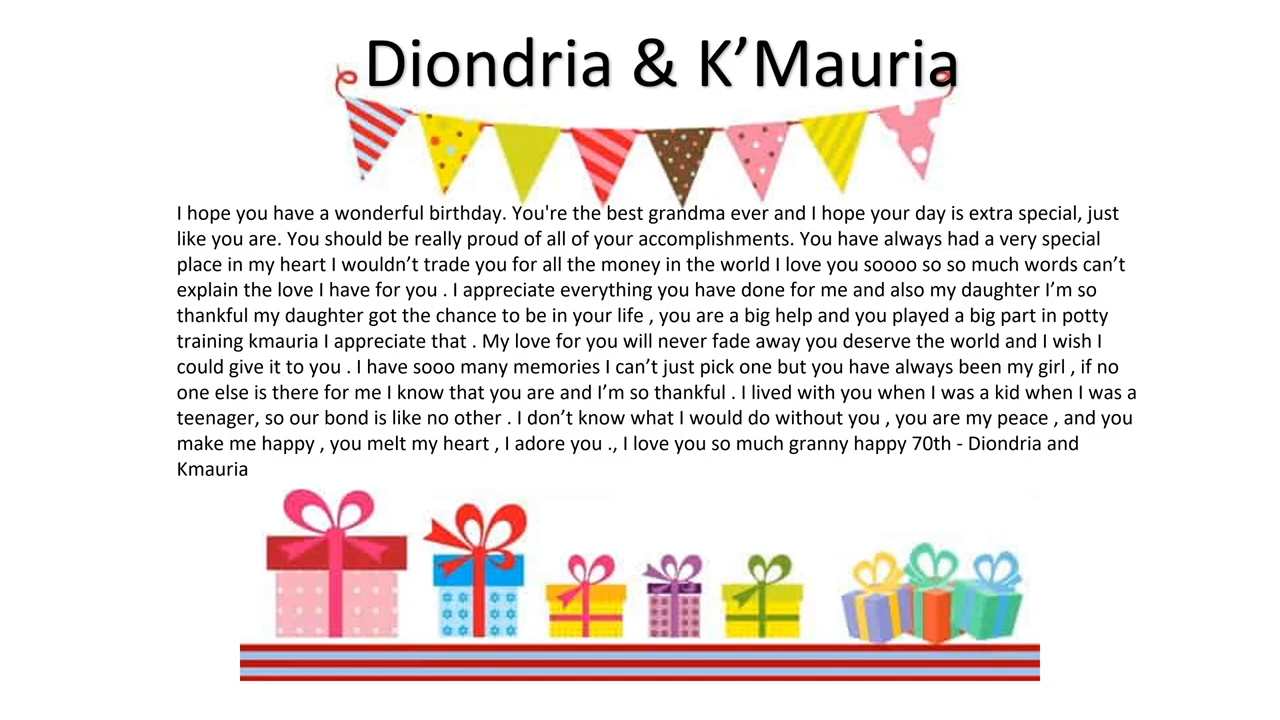 Diondria & K’Mauria
I hope you have a wonderful birthday. You're the best grandma ever and I hope your day is extra special, just
like you are. You should be really proud of all of your accomplishments. You have always had a very special
place in my heart I wouldn’t trade you for all the money in the world I love you soooo so so much words can’t
explain the love I have for you . I appreciate everything you have done for me and also my daughter I’m so
thankful my daughter got the chance to be in your life , you are a big help and you played a big part in potty
training kmauria I appreciate that . My love for you will never fade away you deserve the world and I wish I
could give it to you . I have sooo many memories I can’t just pick one but you have always been my girl , if no
one else is there for me I know that you are and I’m so thankful . I lived with you when I was a kid when I was a
teenager, so our bond is like no other . I don’t know what I would do without you , you are my peace , and you
make me happy , you melt my heart , I adore you ., I love you so much granny happy 70th - Diondria and
Kmauria